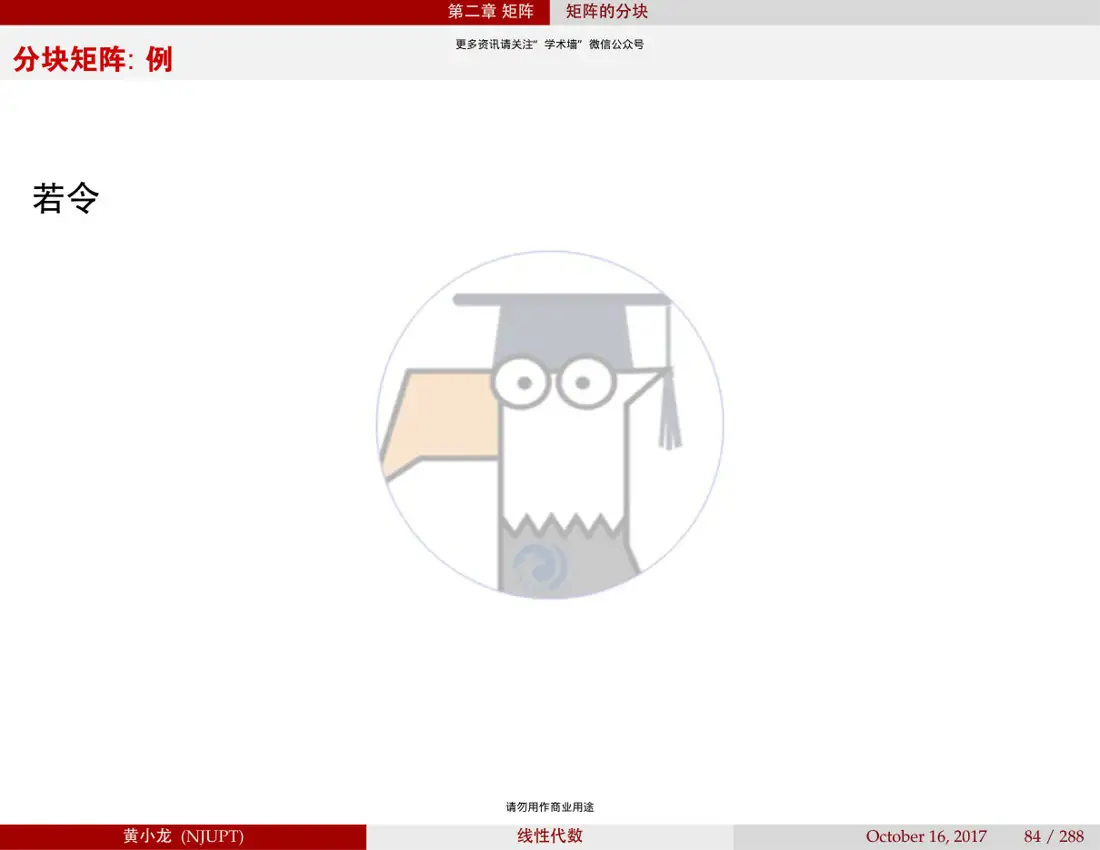 第二章 矩阵 矩阵的分块
更多资讯请关注“学术墙”微信公众号
分块矩阵: 例
若令
请勿用作商业用途
黄小龙 (NJUPT) 线性代数 October 16, 2017 84 / 288